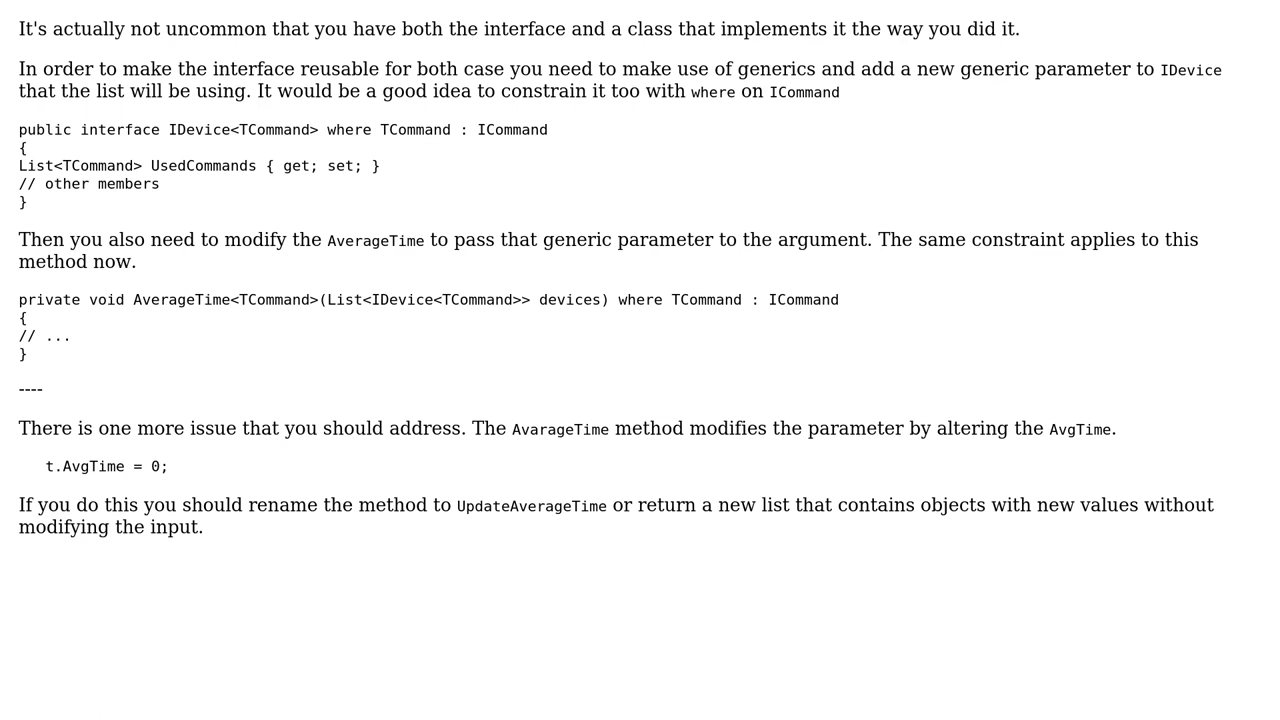 It's actually not uncommon that you have both the interface and a class that implements it the way you did it.
In order to make the interface reusable for both case you need to make use of generics and add a new generic parameter to IDevice
that the list will be using. It would be a good idea to constrain it too with where on ICommand
public interface IDevice<TCommand> where TCommand : ICommand
{
List<TCommand> UsedCommands { get; set; }
// other members
}
Then you also need to modify the AverageTime to pass that generic parameter to the argument. The same constraint applies to this
method now.
private void AverageTime<TCommand>(List<IDevice<TCommand>> devices) where TCommand : ICommand
{
// ...
}
----
There is one more issue that you should address. The AvarageTime method modifies the parameter by altering the AvgTime.
t.AvgTime = 0;
If you do this you should rename the method to UpdateAverageTime or return a new list that contains objects with new values without
modifying the input.